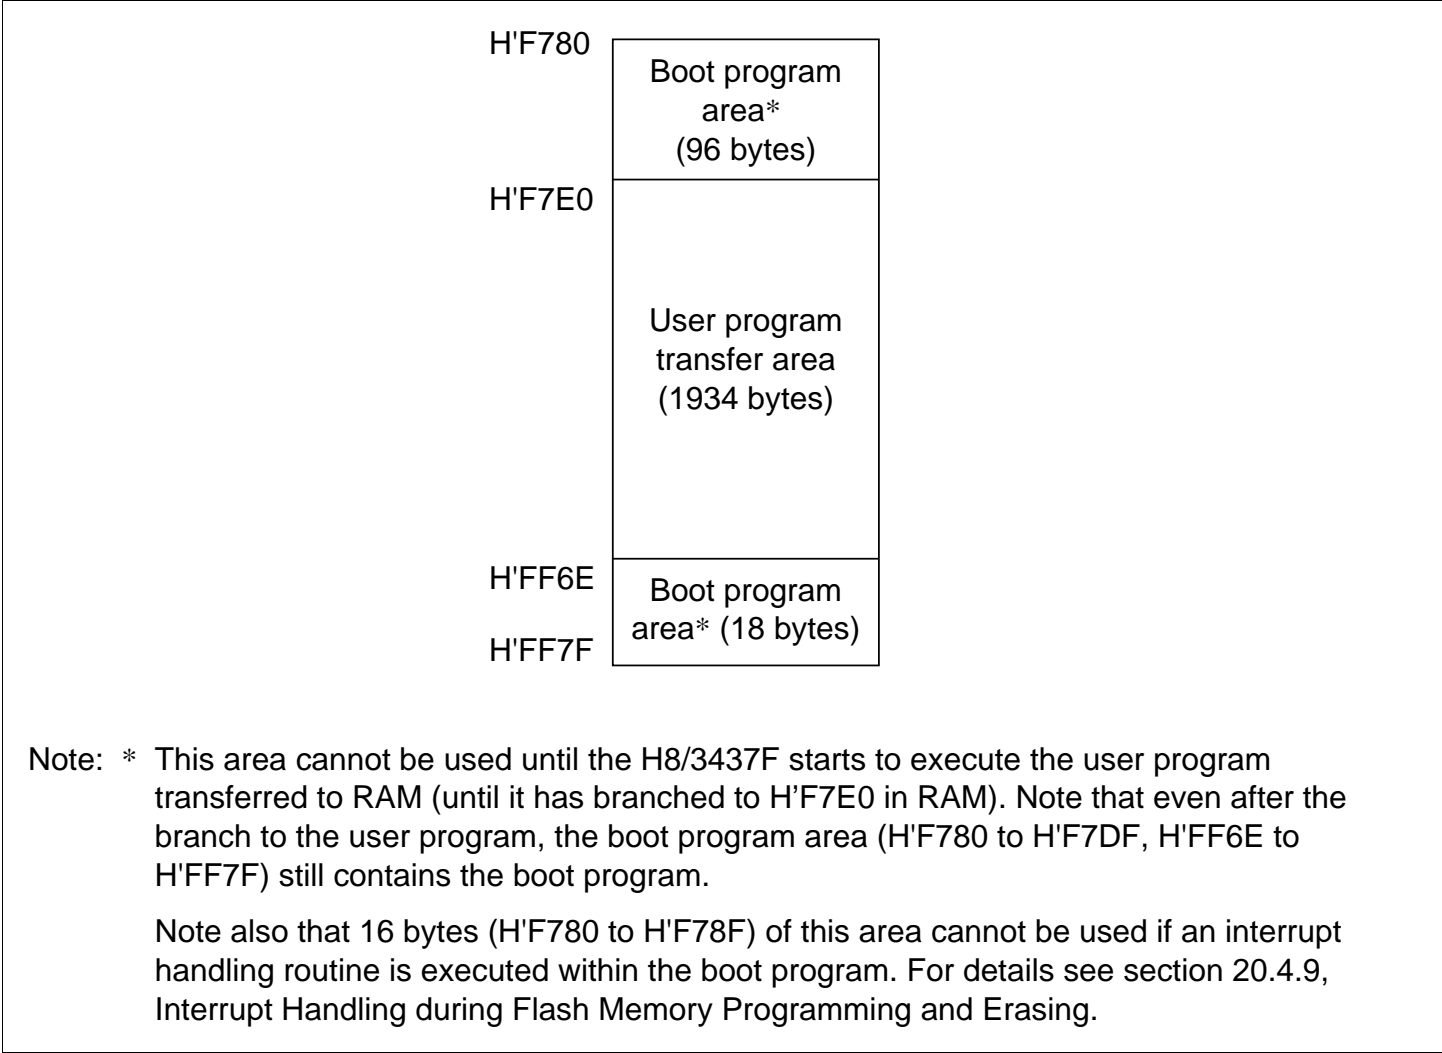 H'F780
Boot program
area*
(96 bytes)
H'F7E0
User program
transfer area
(1934 bytes)
H'FF6E
Boot program
area* (18 bytes)
H'FF7F
Note: * This area cannot be used until the H8/3437F starts to execute the user program
transferred to RAM (until it has branched to H’F7E0 in RAM). Note that even after the
branch to the user program, the boot program area (H'F780 to H'F7DF, H'FF6E to
H'FF7F) still contains the boot program.
Note also that 16 bytes (H'F780 to H'F78F) of this area cannot be used if an interrupt
handling routine is executed within the boot program. For details see section 20.4.9,
Interrupt Handling during Flash Memory Programming and Erasing.